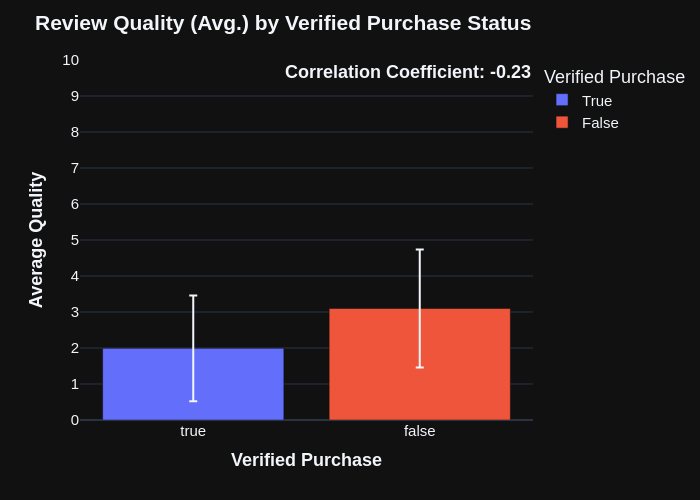 Review Quality (Avg.) by Verified Purchase Status
Correlation Coefficient: -0.23
Verified Purchase
True
False
10
9
8
7
6
5
4
3
2
1
0
Average Quality
true
false
Verified Purchase